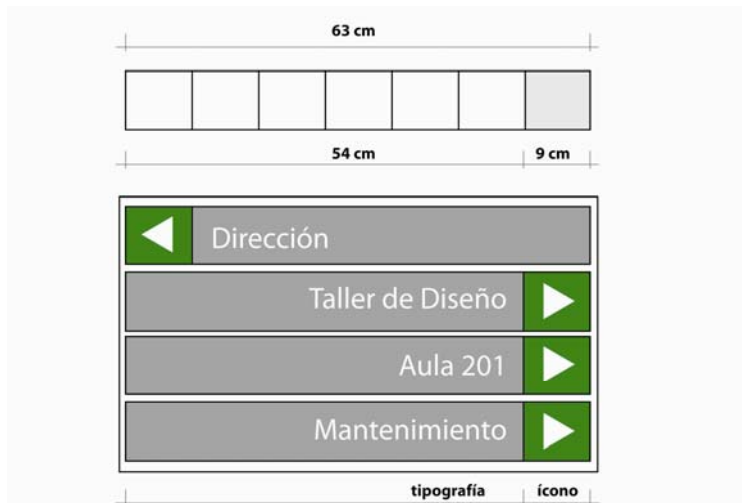 63 cm
54 cm 9 cm
Dirección
Taller de Diseño
Aula 201
Mantenimiento
tipografía ícono